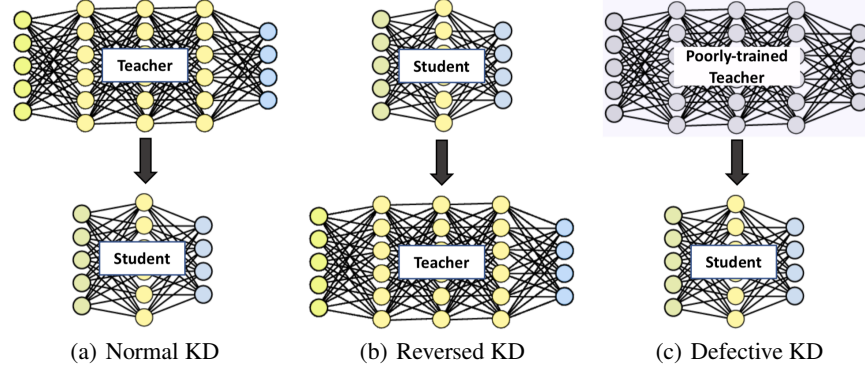 Teacher
Student
Poorly-trained
Teacher
Student
Teacher
Student
(a) Normal KD
(b) Reversed KD
(c) Defective KD